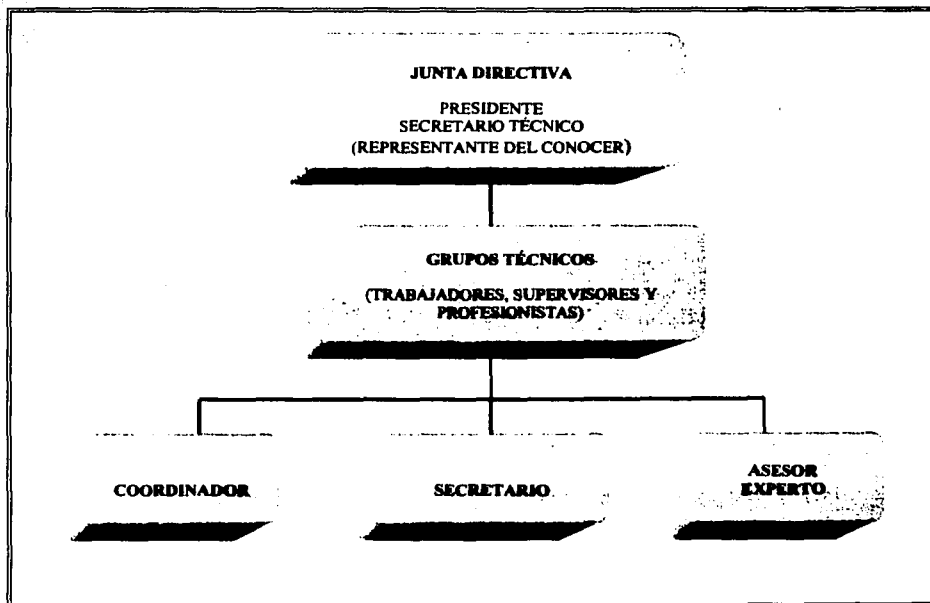 JUNTA DIRECTIVA
PRESIDENTE
SECRETARIO TÉCNICO
(REPRESENTANTE DEL CONOCER)
GRUPOS TÉCNICOS
(TRABAJADORES, SUPERVISORES Y
PROFESIONISTAS)
COORDINADOR
SECRETARIO
ASESOR
EXPERTO